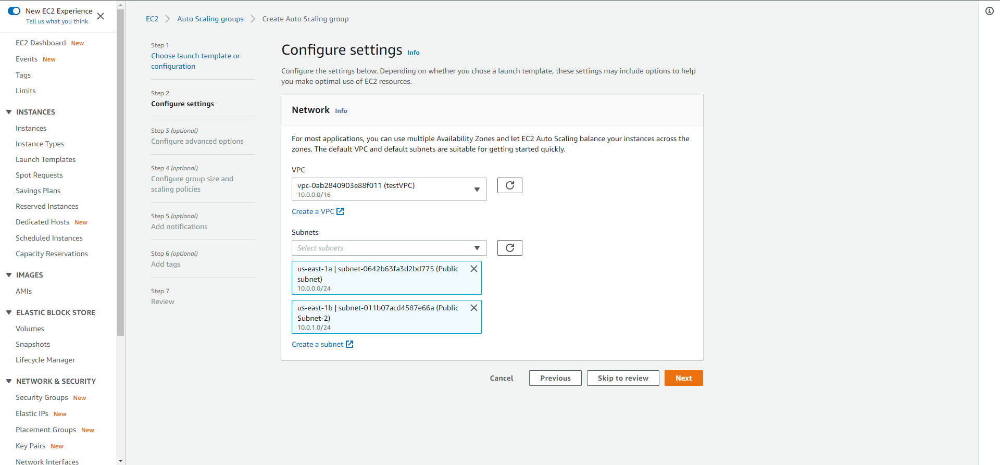 New EC2 Experience
Tell us what you think
EC2 Dashboard New
Events New
Tags
Limits
INSTANCES
Instances
Instance Types
Launch Templates
Spot Requests
Savings Plans
Reserved Instances
Dedicated Hosts New
Scheduled Instances
Capacity Reservations
IMAGES
AMIs
ELASTIC BLOCK STORE
Volumes
Snapshots
Lifecycle Manager
NETWORK & SECURITY
Security Groups New
Elastic IPs New
Placement Groups New
Key Pairs New
Network Interfaces
EC2 > Auto Scaling groups > Create Auto Scaling group
Step 1
Choose launch template or
configuration
Step 2
Configure settings
Step 3 (optional)
Configure advanced options
Step 4 (optional)
Configure group size and
scaling policies
Step 5 (optional)
Add notifications
Step 6 (optional)
Add tags
Step 7
Review
Configure settings Info
Configure the settings below. Depending on whether you chose a launch template, these settings may include options to help
you make optimal use of EC2 resources.
Network Info
For most applications, you can use multiple Availability Zones and let EC2 Auto Scaling balance your instances across the
zones. The default VPC and default subnets are suitable for getting started quickly.
VPC
vpc-0ab2840903e88f011 (testVPC)
10.0.0.0/16
Create a VPC
Subnets
Select subnets
us-east-1a | subnet-0642b63fa3d2bd775 (Public
subnet)
10.0.0.0/24
us-east-1b | subnet-011b07acd4587e66a (Public
Subnet-2)
10.0.1.0/24
Create a subnet
Cancel
Previous
Skip to review
Next